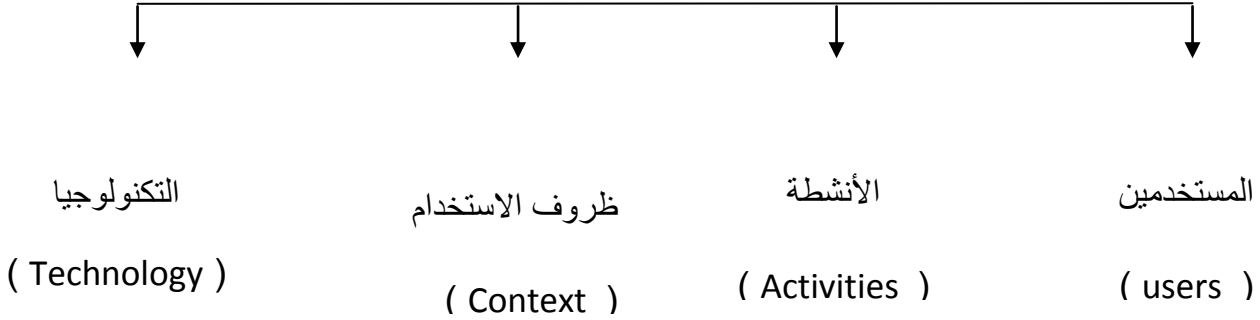 المستخدمين
( users )
الأنشطة
( Activities )
ظروف الاستخدام
( Context )
التكنولوجيا
( Technology )